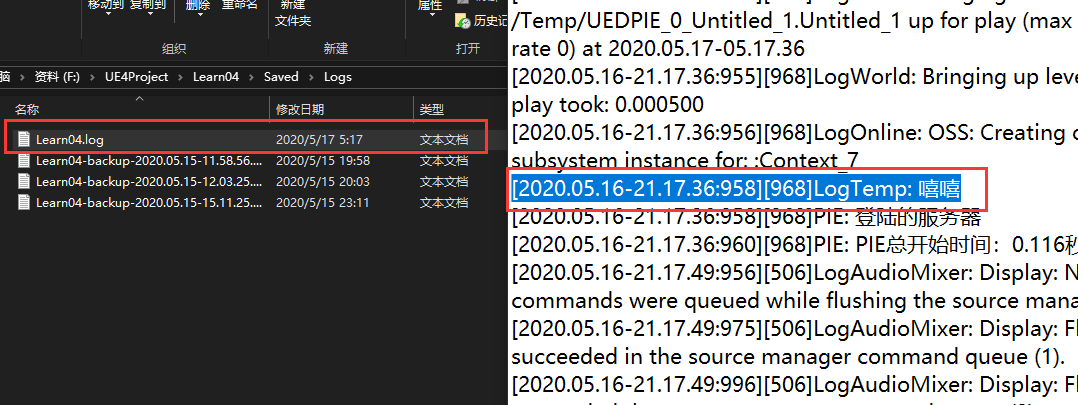 移动到 复制到
删除
重命名
新建
文件夹
属性
历史记
组织
新建
打开
脑 › 资料 (F:) › UE4Project › Learn04 › Saved › Logs
名称
修改日期
类型
Learn04.log
2020/5/17 5:17
文本文档
Learn04-backup-2020.05.15-11.58.56....
2020/5/15 19:58
文本文档
Learn04-backup-2020.05.15-12.03.25....
2020/5/15 20:03
文本文档
Learn04-backup-2020.05.15-15.11.25....
2020/5/15 23:11
文本文档
/Temp/UEDPIE_0_Untitled_1.Untitled_1 up for play (max
rate 0) at 2020.05.17-05.17.36
[2020.05.16-21.17.36:955][968]LogWorld: Bringing up leve
play took: 0.000500
[2020.05.16-21.17.36:956][968]LogOnline: OSS: Creating o
subsystem instance for: :Context_7
[2020.05.16-21.17.36:958][968]LogTemp: 嘻嘻
[2020.05.16-21.17.36:958][968]PIE: 登陆的服务器
[2020.05.16-21.17.36:960][968]PIE: PIE总开始时间：0.116秒
[2020.05.16-21.17.49:956][506]LogAudioMixer: Display: N
commands were queued while flushing the source mana
[2020.05.16-21.17.49:975][506]LogAudioMixer: Display: Fl
succeeded in the source manager command queue (1).
[2020.05.16-21.17.49:996][506]LogAudioMixer: Display: Fl